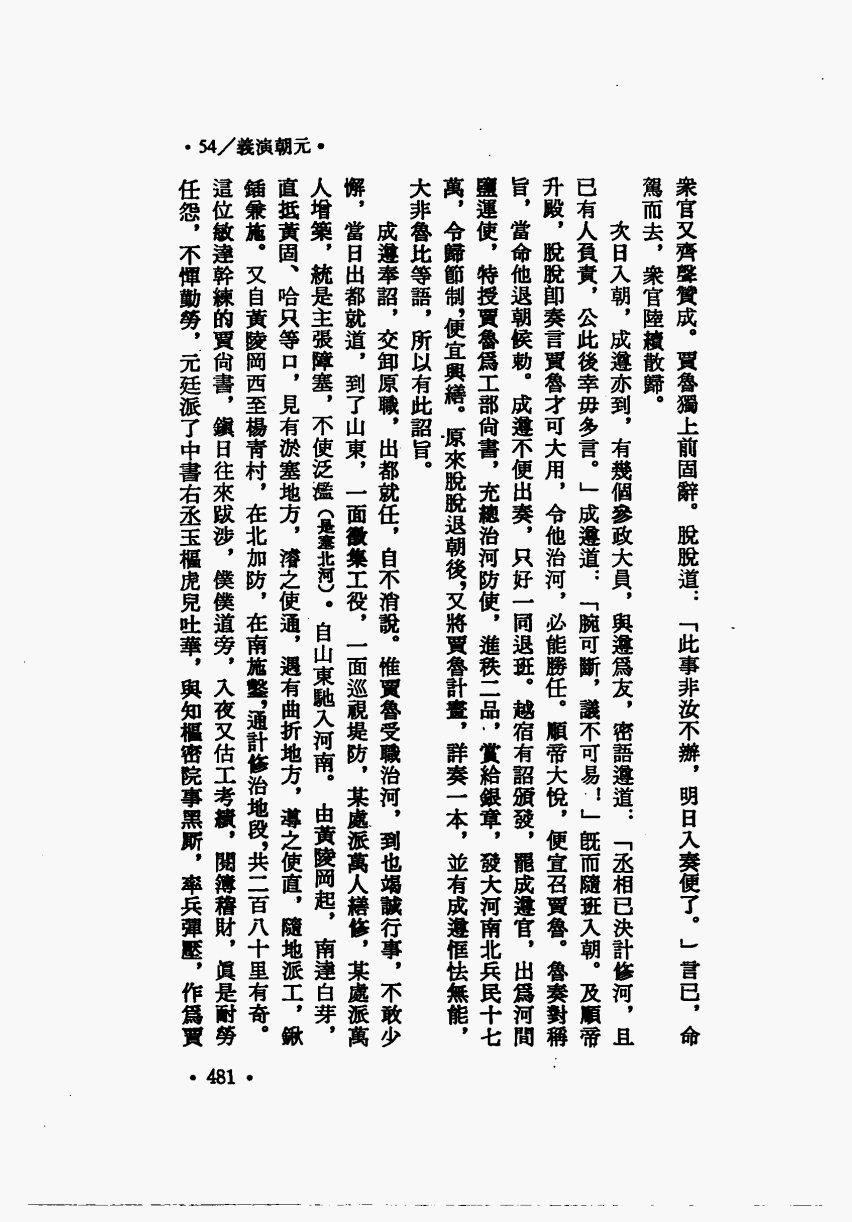 •元朝演義／54•
衆官又齊聲贊成。賈魯獨上前固辭。脫脫道：「此事非汝不辦，明日入奏便了。」言已，命
駕而去，衆官陸續散歸。
次日入朝，成遵亦到，有幾個參政大員，與遵爲友，密語遵道：「丞相已決計修河，且
已有人負責，公此後幸毋多言。」成遵道：「腕可斷，議不可易！」旣而隨班入朝。及順帝
升殿，脫脫卽奏言賈魯才可大用，令他治河，必能勝任。順帝大悅，便宜召賈魯。魯奏對稱
旨，當命他退朝候勅。成遵不便出奏，只好一同退班。越宿有詔頒發，罷成遵官，出爲河間
鹽運使，特授賈魯爲工部尙書，充總治河防使，進秩二品，賞給銀章，發大河南北兵民十七
萬，令歸節制，便宜興繕。原來脫脫退朝後，又將賈魯計畫，詳奏一本，並有成遵恇怯無能，
大非魯比等語，所以有此詔旨。
成遵奉詔，交卸原職，出都就任，自不消說。惟賈魯受職治河，到也竭誠行事，不敢少
懈，當日出都就道，到了山東，一面徵集工役，一面巡視堤防，某處派萬人繕修，某處派萬
人增築，統是主張障塞，不使泛濫（是塞北河）。自山東馳入河南。由黃陵岡起，南達白芽，
直抵黃固、哈只等口，見有淤塞地方，濬之使通，遇有曲折地方，導之使直，隨地派工，鍬
鍤兼施。又自黃陵岡西至楊靑村，在北加防，在南施鑿，通計修治地段，共二百八十里有奇。
這位敏達幹練的賈尙書，鎭日往來跋涉，僕僕道旁，入夜又估工考績，閱簿稽財，眞是耐勞
任怨，不憚勤勞，元廷派了中書右丞玉樞虎兒吐華，與知樞密院事黑厮，率兵彈壓，作爲賈
•481•